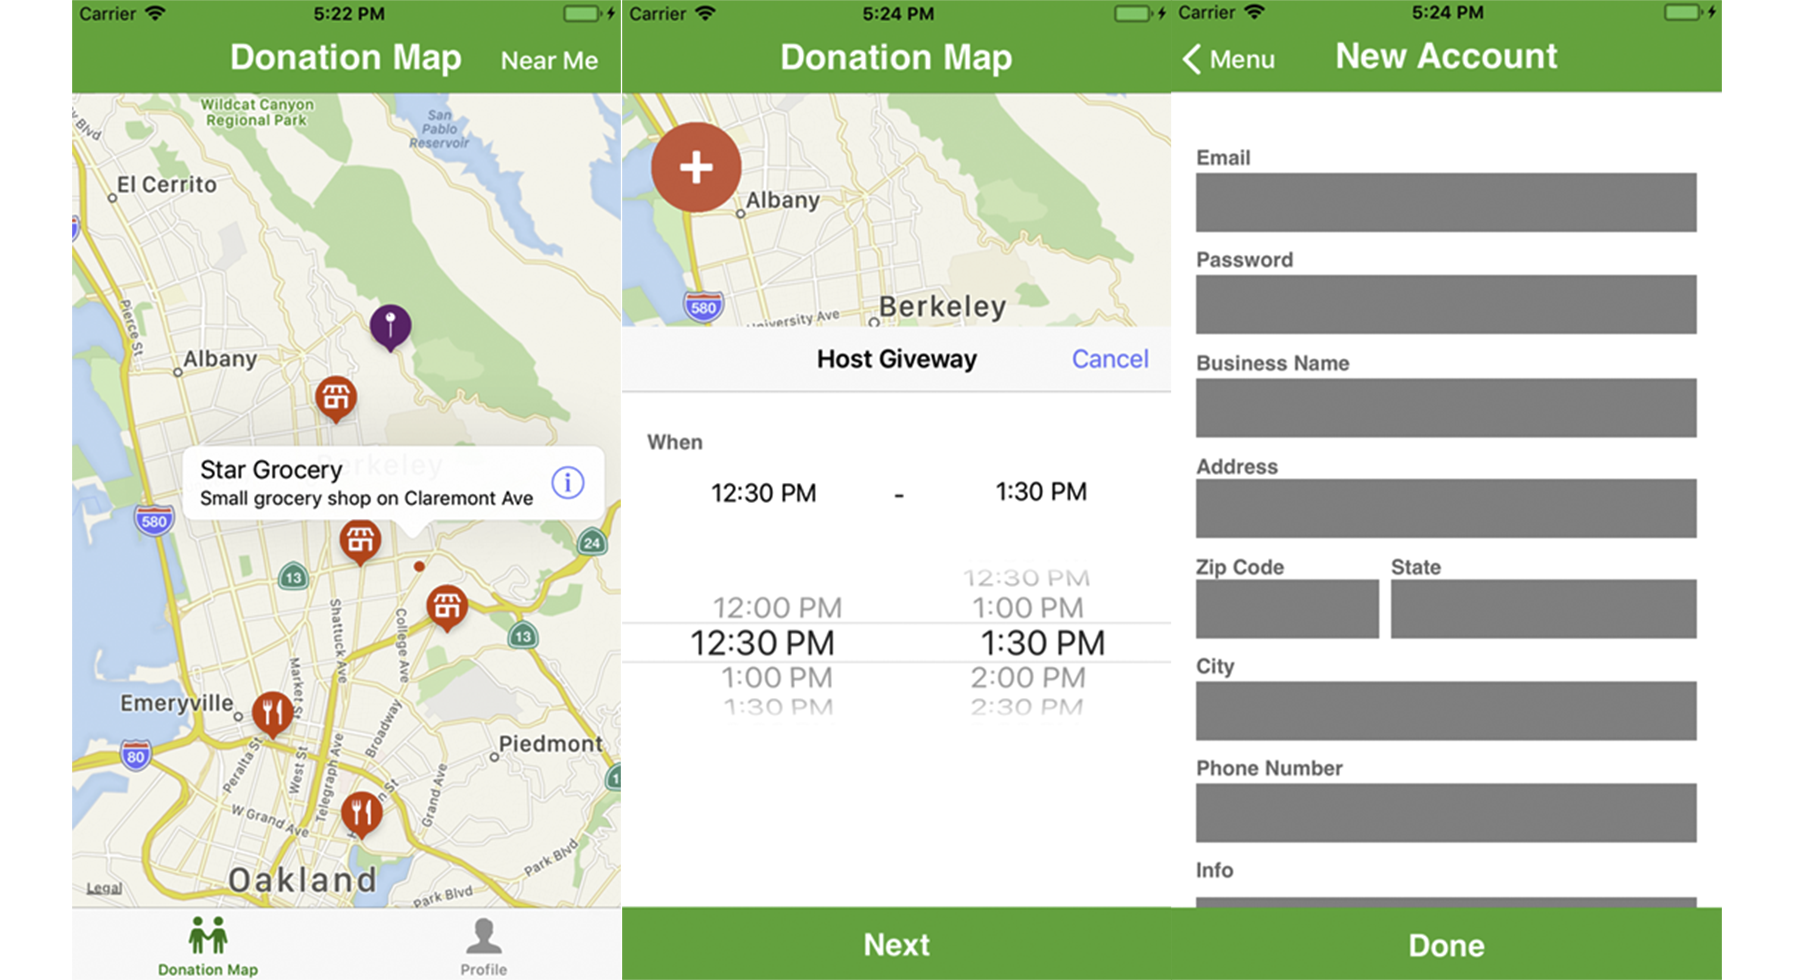 Carrier 5:22 PM
Donation Map Near Me
Wildcat Canyon
Regional Park
San
Pablo
Reservoir
Blvd
El Cerrito
Pierce St
Albany
Berkeley
Star Grocery
Small grocery shop on Claremont Ave
580
24
13
13
Shattuck Ave
College Ave
Market St
Emeryville
Broadway
Piedmont
80
Peralta St
West St
Telegraph Ave
Grand Ave
W Grand Ave
Park Blvd
Oakland
Legal
Park Blvd
Donation Map
Profile
Carrier 5:24 PM
Donation Map
+
Albany
Berkeley
580
University Ave
Host Giveway Cancel
When
12:30 PM - 1:30 PM
12:30 PM
12:00 PM 1:00 PM
12:30 PM 1:30 PM
1:00 PM 2:00 PM
1:30 PM 2:30 PM
Next
Carrier 5:24 PM
Menu New Account
Email
Password
Business Name
Address
Zip Code State
City
Phone Number
Info
Done